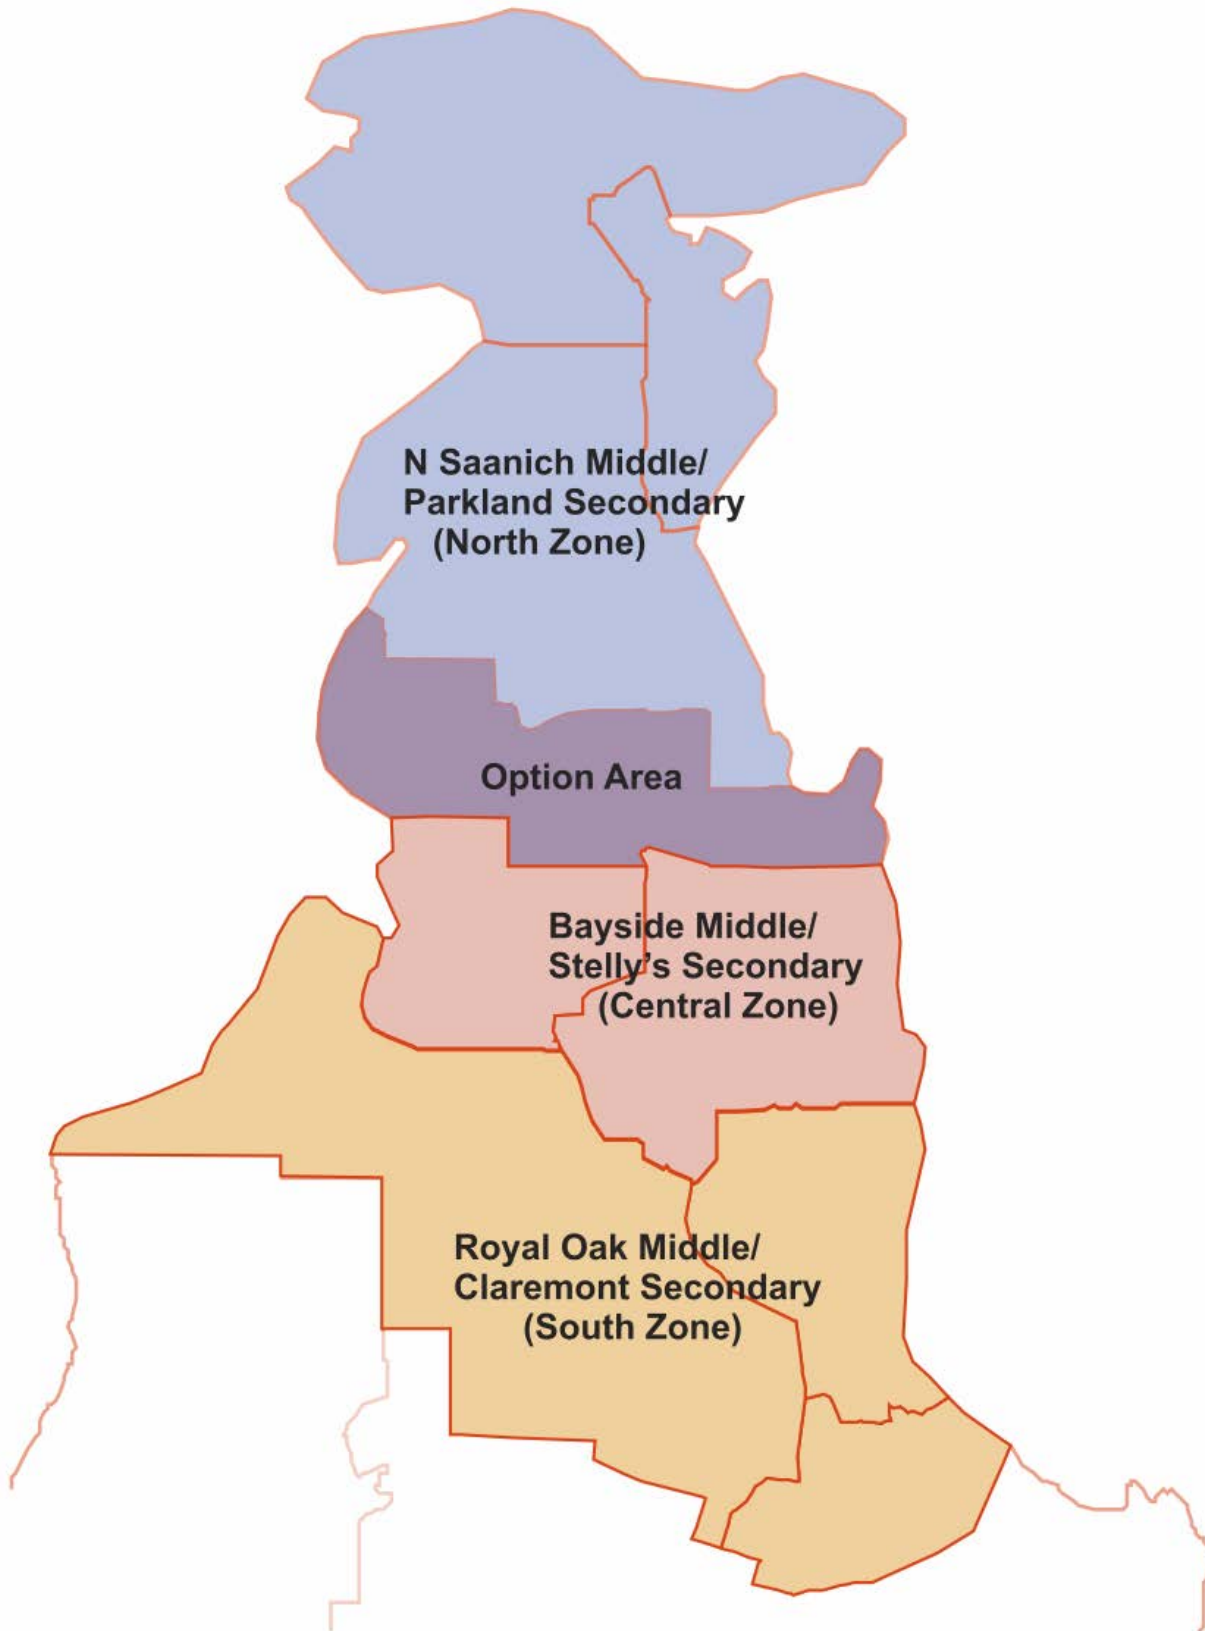 N Saanich Middle/
Parkland Secondary
(North Zone)
Option Area
Bayside Middle/
Stelly's Secondary
(Central Zone)
Royal Oak Middle/
Claremont Secondary
(South Zone)